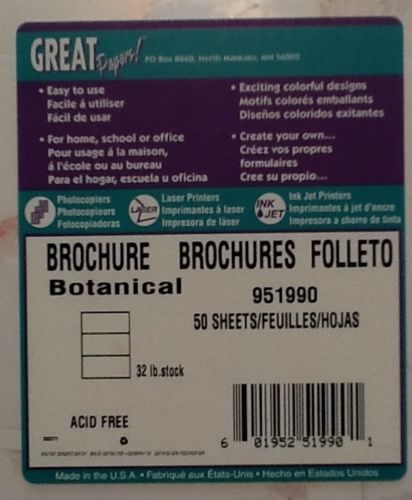 GREAT Papers! PO Box 8660, North Mankato, MN 56002
• Easy to use
Facile à utiliser
Fácil de usar
• For home, school or office
Pour usage á la maison,
á l'école ou au bureau
Para el hogar, escuela u oficina
• Exciting colorful designs
Motifs colorés emballants
Diseños coloridos exitantes
• Create your own...
Créez vos propres
formulaires
Cree su propio...
Photocopiers
Photocopieurs
Fotocopiadoras
LASER
Laser Printers
Imprimantes à laser
Impresora de láser
INK JET
Ink Jet Printers
Imprimantes à jet d'encre
Impresora a chorro de tinta
BROCHURE BROCHURES FOLLETO
Botanical
951990
50 SHEETS/FEUILLES/HOJAS
32 lb.stock
ACID FREE
6 01952 51990 1
Made in the U.S.A. • Fabriqué aux États-Unis • Hecho en Estados Unidos